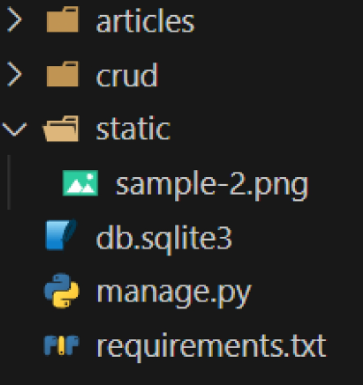 articles
crud
static
sample-2.png
db.sqlite3
manage.py
requirements.txt